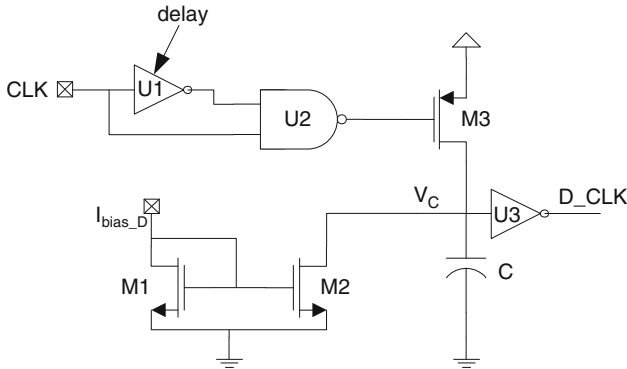 delay
CLK
U1
U2
M3
V_C
U3
D_CLK
I_bias_D
M1
M2
C